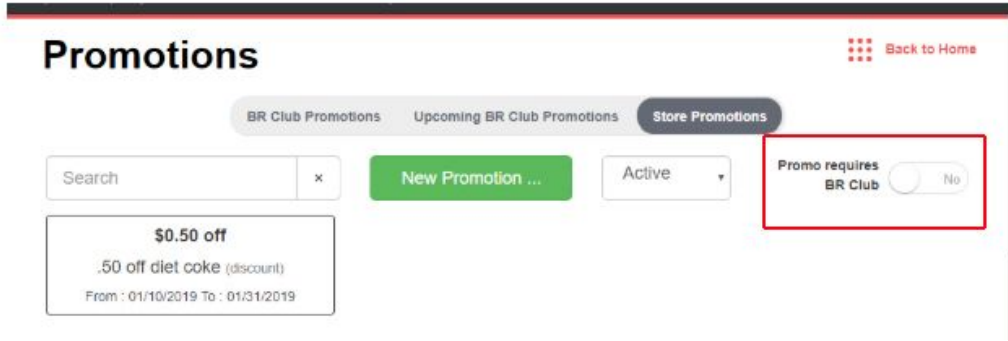 Promotions
Back to Home
BR Club Promotions Upcoming BR Club Promotions Store Promotions
Search × New Promotion ... Active Promo requires
BR Club No
$0.50 off
.50 off diet coke (discount)
From : 01/10/2019 To : 01/31/2019